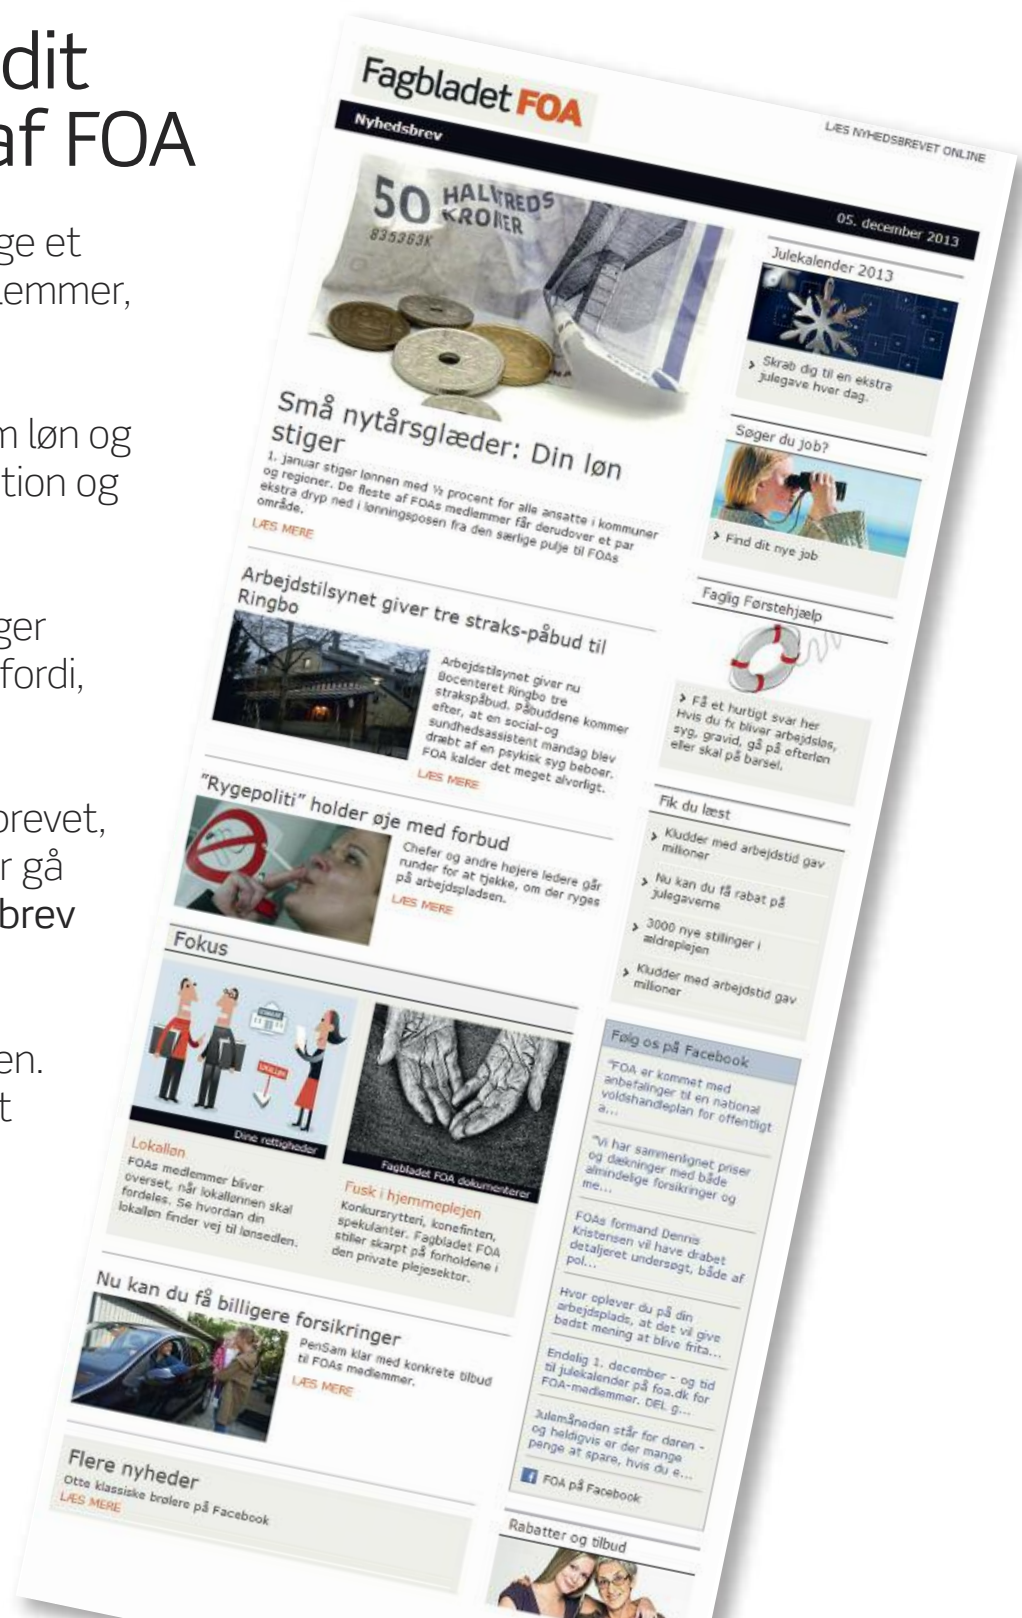 dit
af FOA
ge et
lemmer,
m løn og
tion og
ger
fordi,
brevet,
r gå
brev
en.
t
Fagbladet FOA
LÆS NYHEDSBREVET ONLINE
Nyhedsbrev
05. december 2013
50 HALVTREDS
KRONER
835363K
Små nytårsglæder: Din løn
stiger
1. januar stiger lønnen med ½ procent for alle ansatte i kommuner
og regioner. De fleste af FOAs medlemmer får derudover et par
ekstra dryp ned i lønningsposen fra den særlige pulje til FOAs
område.
LÆS MERE
Arbejdstilsynet giver tre straks-påbud til
Ringbo
Arbejdstilsynet giver nu
Bocenteret Ringbo tre
strakspåbud. Påbuddene kommer
efter, at en social-og
sundhedsassistent mandag blev
dræbt af en psykisk syg beboer.
FOA kalder det meget alvorligt.
LÆS MERE
"Rygepoliti" holder øje med forbud
Chefer og andre højere ledere går
runder for at tjekke, om der ryges
på arbejdspladsen.
LÆS MERE
Fokus
LOKALLØN
Dine rettigheder
Lokalløn
FOAs medlemmer bliver
overset, når lokallønnen skal
fordeles. Se hvordan din
lokalløn finder vej til lønsedlen.
Fagbladet FOA dokumenterer
Fusk i hjemmeplejen
Konkursrytteri, konefinten,
spekulanter. Fagbladet FOA
stiller skarpt på forholdene i
den private plejesektor.
Nu kan du få billigere forsikringer
PenSam klar med konkrete tilbud
til FOAs medlemmer.
LÆS MERE
Flere nyheder
Otte klassiske brølere på Facebook
LÆS MERE
Julekalender 2013
Skrab dig til en ekstra
julegave hver dag.
Søger du job?
Find dit nye job
Faglig Førstehjælp
Få et hurtigt svar her
Hvis du fx bliver arbejdsløs,
syg, gravid, gå på efterløn
eller skal på barsel.
Fik du læst
Kludder med arbejdstid gav
millioner
Nu kan du få rabat på
julegaverne
3000 nye stillinger i
ældreplejen
Kludder med arbejdstid gav
millioner
Følg os på Facebook
"FOA er kommet med
anbefalinger til en national
voldshandleplan for offentligt
a...
"Vi har sammenlignet priser
og dækninger med både
almindelige forsikringer og
me...
FOAs formand Dennis
Kristensen vil have drabet
detaljeret undersøgt, både af
pol...
Hvor oplever du på din
arbejdsplads, at det vil give
bedst mening at blive frita...
Endelig 1. december - og tid
til julekalender på foa.dk for
FOA-medlemmer. DEL g...
Julemåneden står for døren -
og heldigvis er der mange
penge at spare, hvis du e...
FOA på Facebook
Rabatter og tilbud